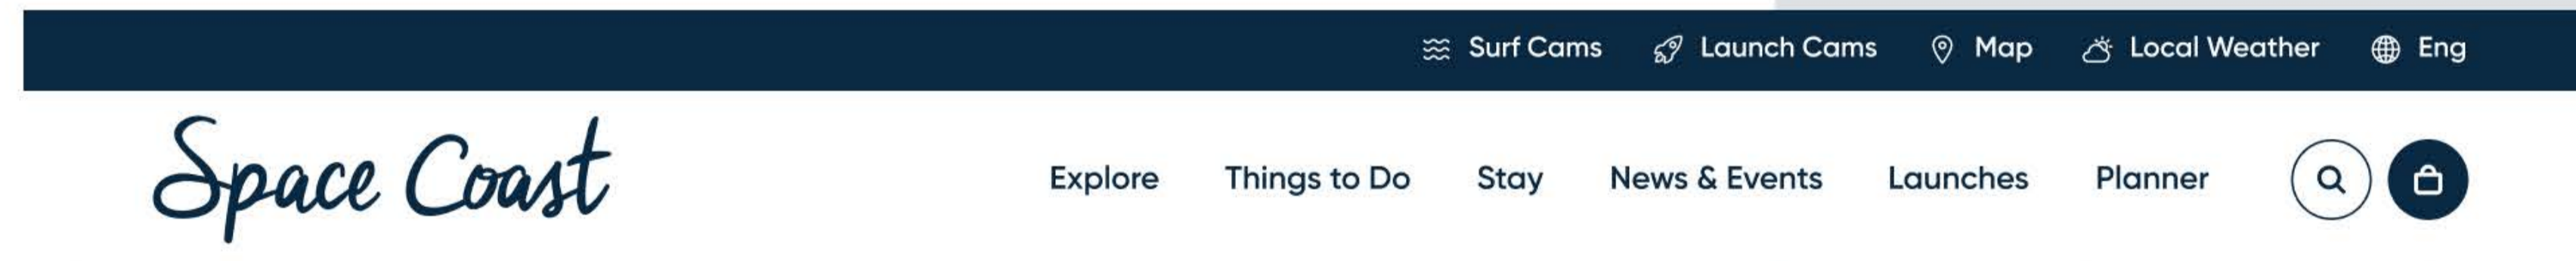 Surf Cams Launch Cams Map Local Weather Eng
Space Coast Explore Things to Do Stay News & Events Launches Planner